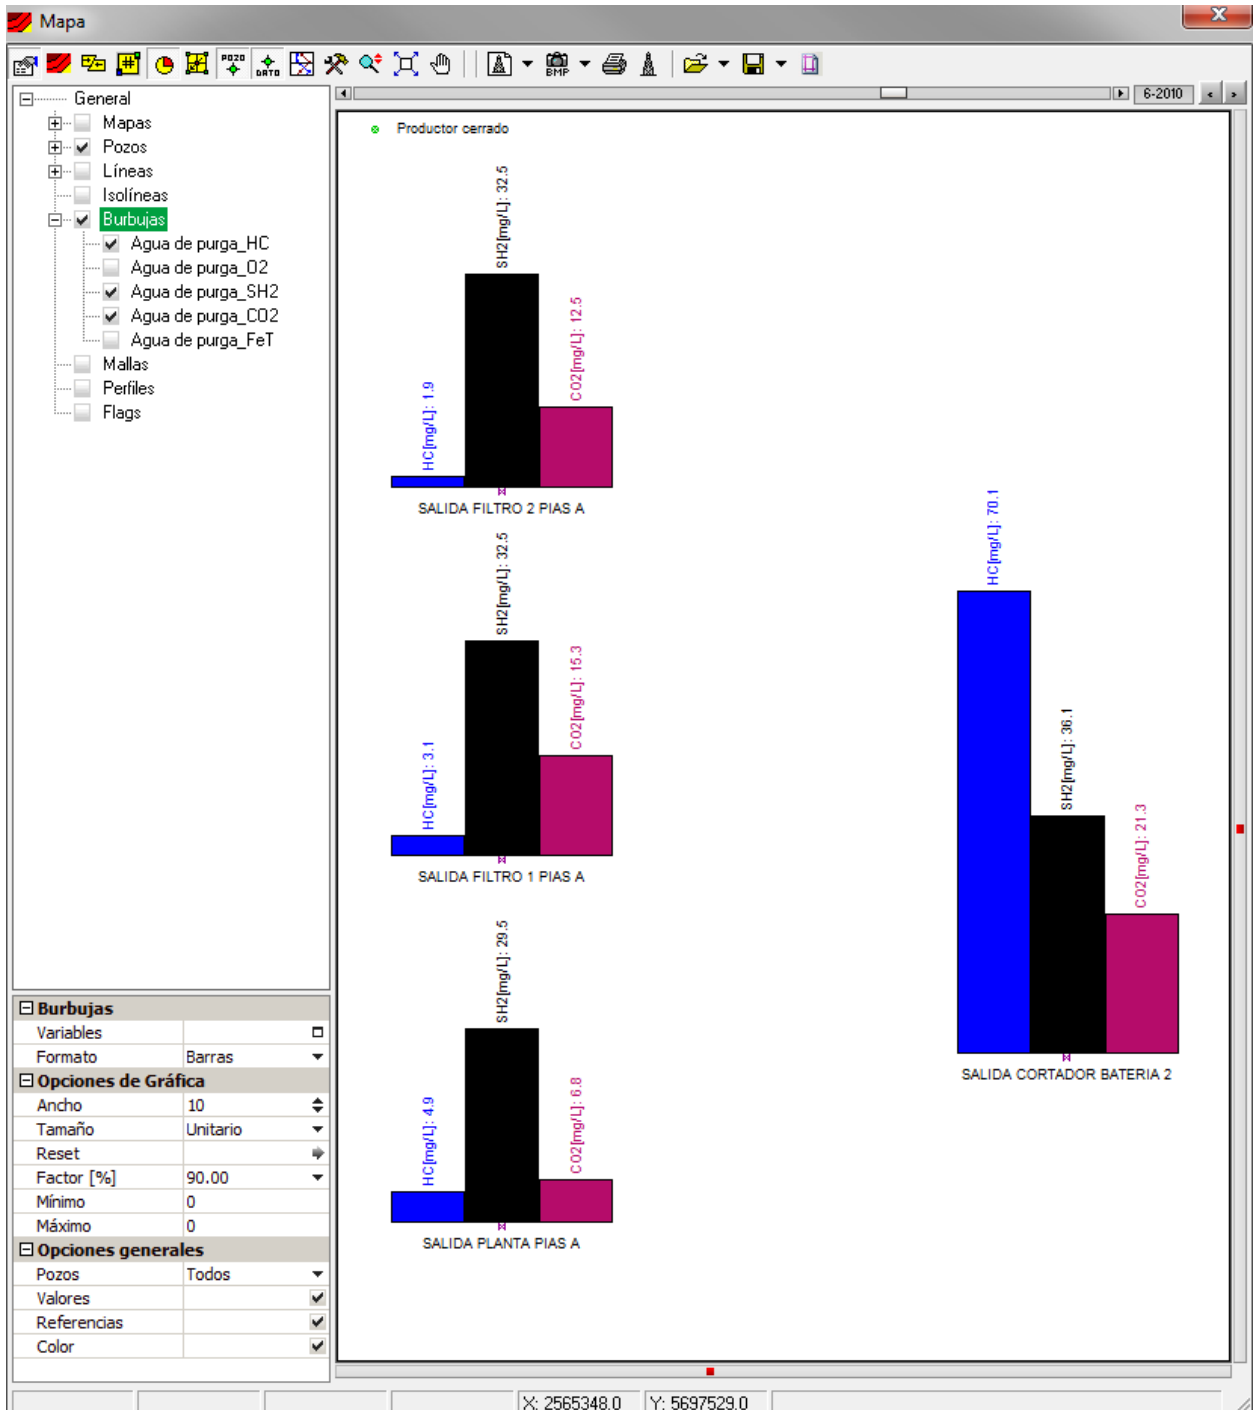 Mapa
POZO
DATO
BMP
General
Mapas
Pozos
Líneas
Isolíneas
Burbujas
Agua de purga_HC
Agua de purga_O2
Agua de purga_SH2
Agua de purga_CO2
Agua de purga_FeT
Mallas
Perfiles
Flags
6-2010
Productor cerrado
HC[mg/L]: 1.9
SH2[mg/L]: 32.5
CO2[mg/L]: 12.5
SALIDA FILTRO 2 PIAS A
HC[mg/L]: 3.1
SH2[mg/L]: 32.5
CO2[mg/L]: 15.3
SALIDA FILTRO 1 PIAS A
HC[mg/L]: 4.9
SH2[mg/L]: 29.5
CO2[mg/L]: 6.8
SALIDA PLANTA PIAS A
HC[mg/L]: 70.1
SH2[mg/L]: 36.1
CO2[mg/L]: 21.3
SALIDA CORTADOR BATERIA 2
Burbujas
Variables
Formato Barras
Opciones de Gráfica
Ancho 10
Tamaño Unitario
Reset
Factor [%] 90.00
Mínimo 0
Máximo 0
Opciones generales
Pozos Todos
Valores
Referencias
Color
X: 2565348.0 Y: 5697529.0